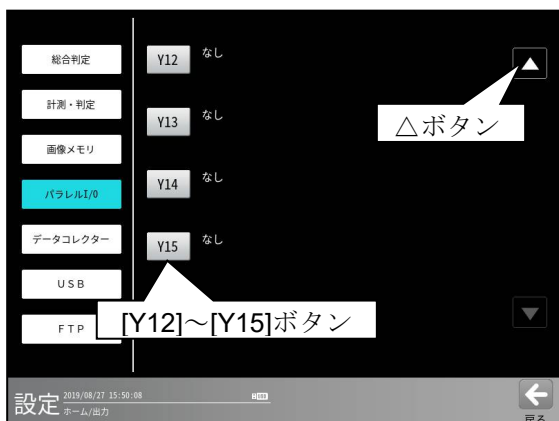 総合判定
計測・判定
画像メモリ
パラレルI/O
データコレクター
ＵＳＢ
ＦＴＰ
Y12 なし
Y13 なし
Y14 なし
Y15 なし
△ボタン
[Y12]～[Y15]ボタン
設定
2019/08/27 15:50:08
ホーム/出力
戻る